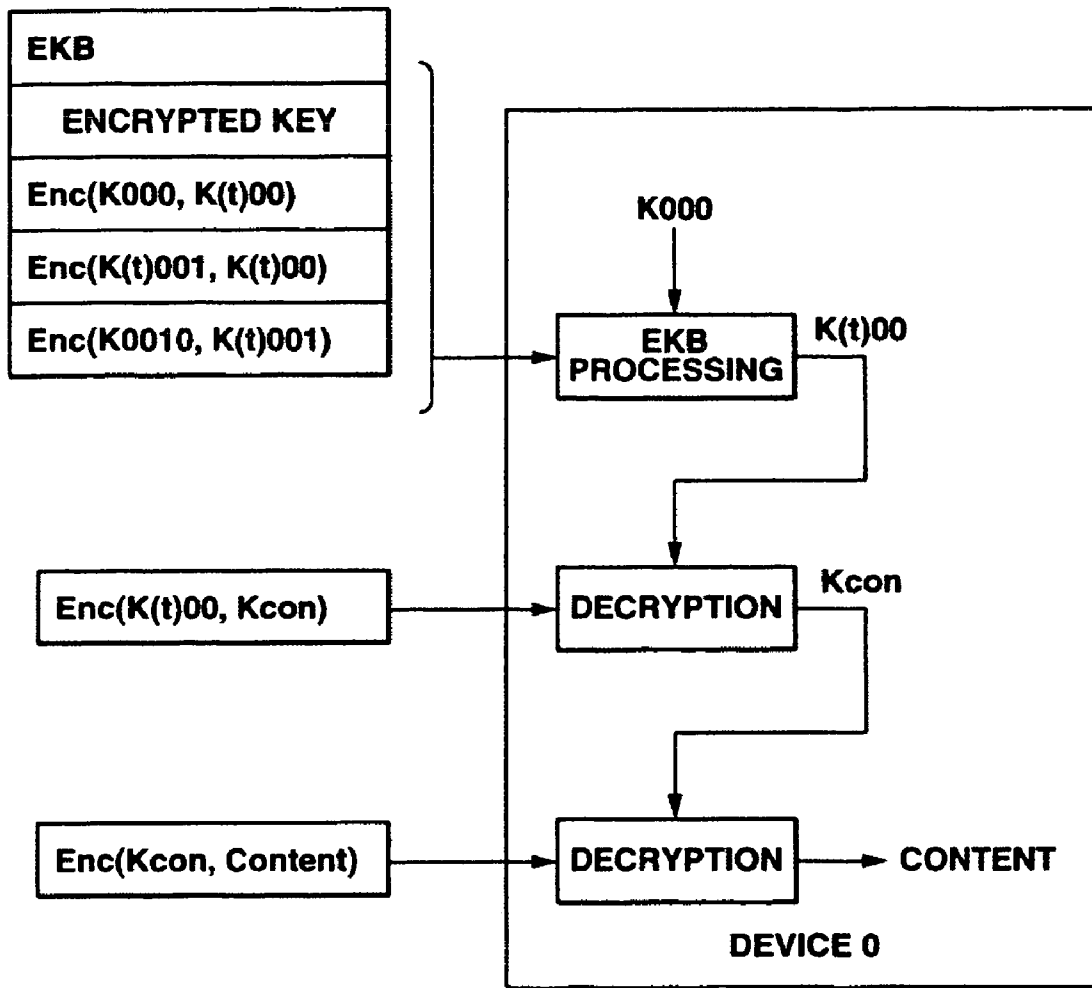 EKB
ENCRYPTED KEY
Enc(K000, K(t)00)
Enc(K(t)001, K(t)00)
Enc(K0010, K(t)001)
K000
EKB
PROCESSING
K(t)00
Enc(K(t)00, Kcon)
DECRYPTION
Kcon
Enc(Kcon, Content)
DECRYPTION
CONTENT
DEVICE 0